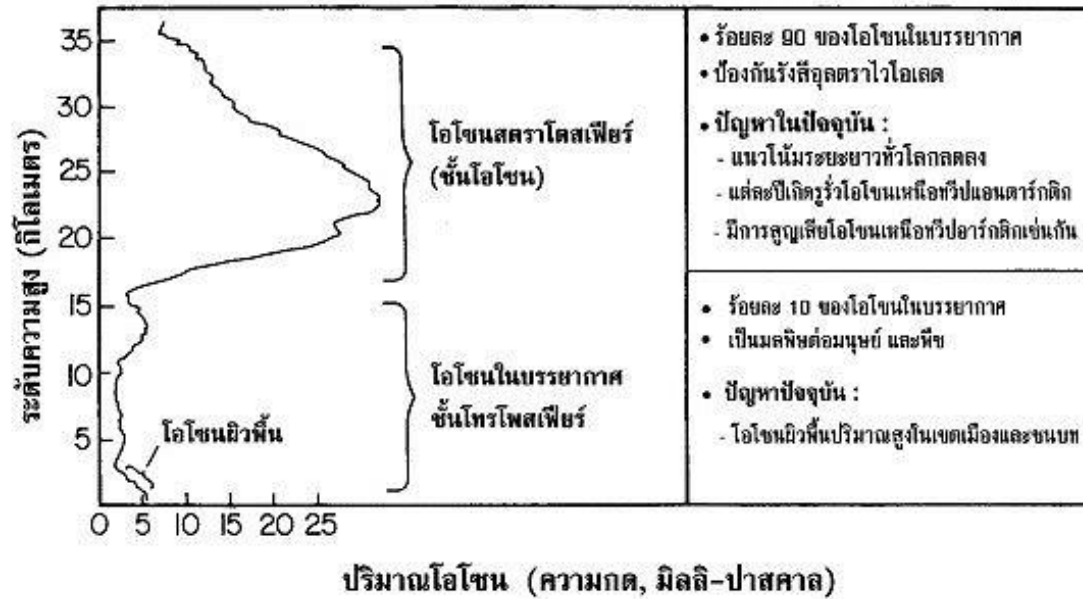 ระดับความสูง (กิโลเมตร)
35
30
25
20
15
10
5
0 5 10 15 20 25
ปริมาณโอโซน (ความกด, มิลลิ-ปาสคาล)
โอโซนสตราโตสเฟียร์
(ชั้นโอโซน)
โอโซนในบรรยากาศ
ชั้นโทรโพสเฟียร์
โอโซนผิวพื้น
• ร้อยละ 90 ของโอโซนในบรรยากาศ
• ป้องกันรังสีอุลตราไวโอเลต
• ปัญหาในปัจจุบัน :
- แนวโน้มระยะยาวทั่วโลกลดลง
- แต่ละปีเกิดรูรั่วโอโซนเหนือทวีปแอนตาร์กติก
- มีการสูญเสียโอโซนเหนือทวีปอาร์กติกเช่นกัน
• ร้อยละ 10 ของโอโซนในบรรยากาศ
• เป็นมลพิษต่อมนุษย์ และพืช
• ปัญหาปัจจุบัน :
- โอโซนผิวพื้นปริมาณสูงในเขตเมืองและชนบท